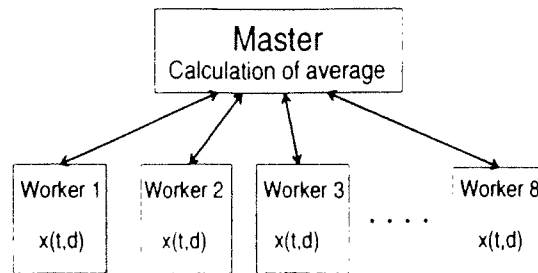 Master
Calculation of average
Worker 1
Worker 2
Worker 3
Worker 8
x(t,d)
x(t,d)
x(t,d)
. . . .
x(t,d)